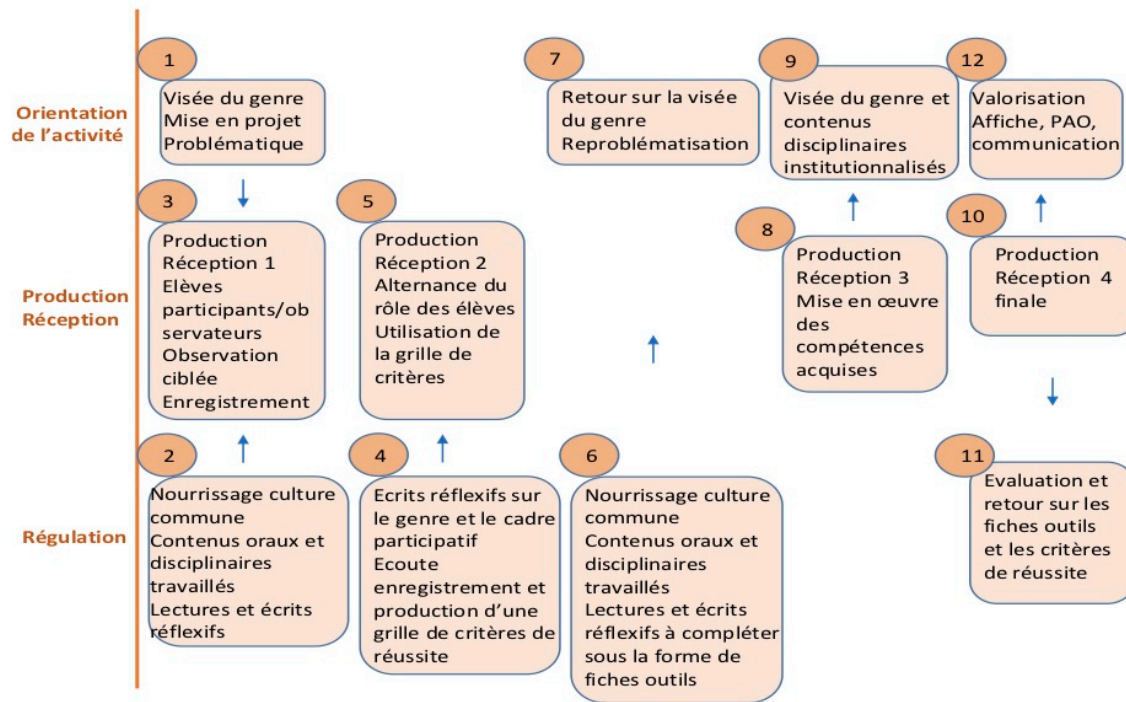 Orientation
de l'activité
1
Visée du genre
Mise en projet
Problématique
7
Retour sur la visée
du genre
Reproblématisation
9
Visée du genre et
contenus
disciplinaires
institutionnalisés
12
Valorisation
Affiche, PAO,
communication
Production
Réception
3
Production
Réception 1
Elèves
participants/ob
servateurs
Observation
ciblée
Enregistrement
5
Production
Réception 2
Alternance du
rôle des élèves
Utilisation de
la grille de
critères
8
Production
Réception 3
Mise en œuvre
des
compétences
acquises
10
Production
Réception 4
finale
Régulation
2
Nourrissage culture
commune
Contenus oraux et
disciplinaires
travaillés
Lectures et écrits
réflexifs
4
Ecrits réflexifs sur
le genre et le cadre
participatif
Ecoute
enregistrement et
production d'une
grille de critères de
réussite
6
Nourrissage culture
commune
Contenus oraux et
disciplinaires
travaillés
Lectures et écrits
réflexifs à compléter
sous la forme de
fiches outils
11
Evaluation et
retour sur les
fiches outils
et les critères
de réussite